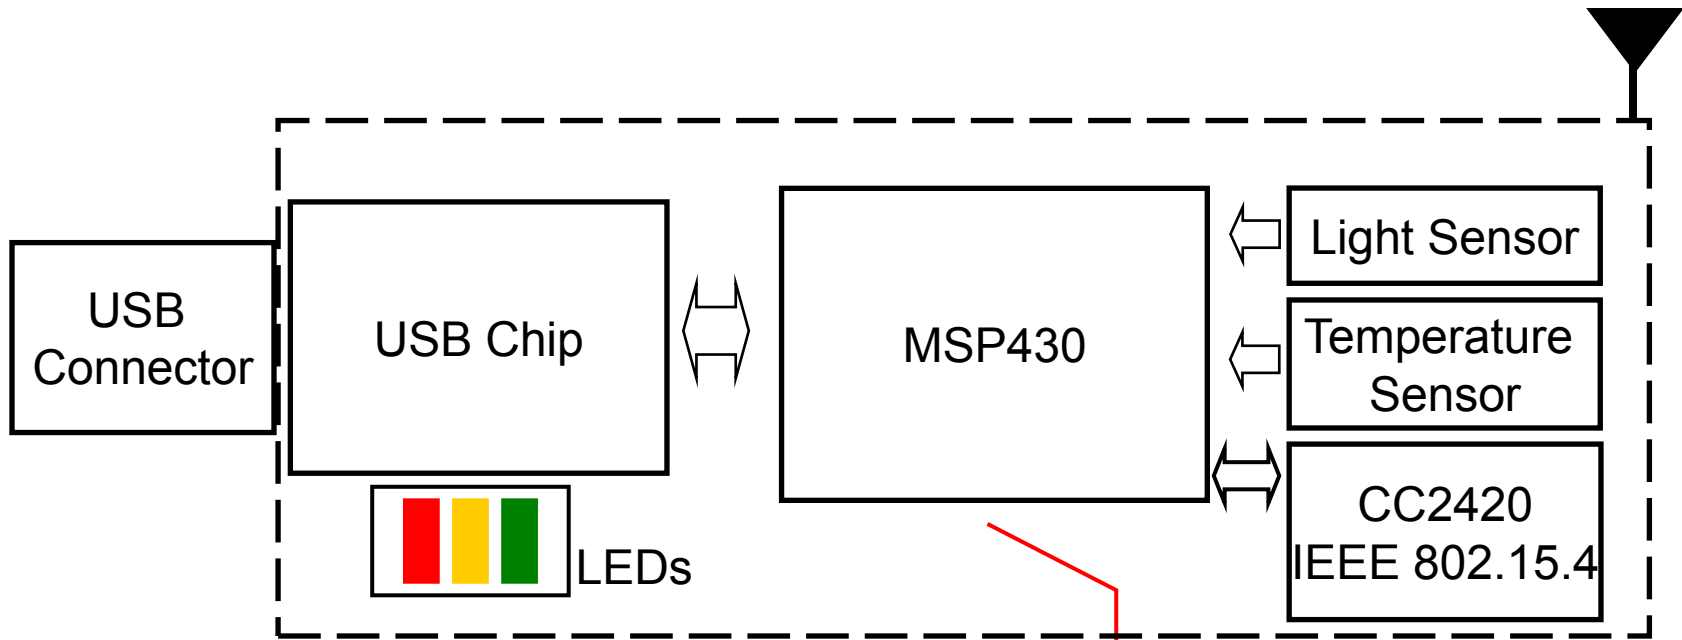 USB
Connector
USB Chip
LEDs
MSP430
Light Sensor
Temperature
Sensor
CC2420
IEEE 802.15.4